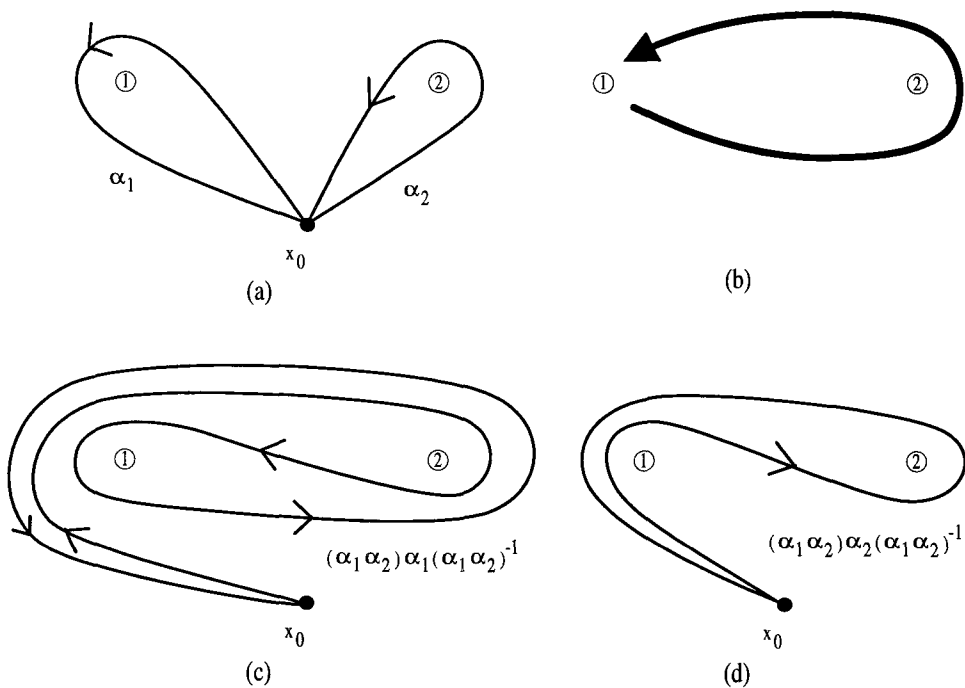 ① ② ① ②
α₁ α₂
x₀
(a) (b)
① ② ① ②
(α₁α₂)α₁(α₁α₂)⁻¹ (α₁α₂)α₂(α₁α₂)⁻¹
x₀ x₀
(c) (d)